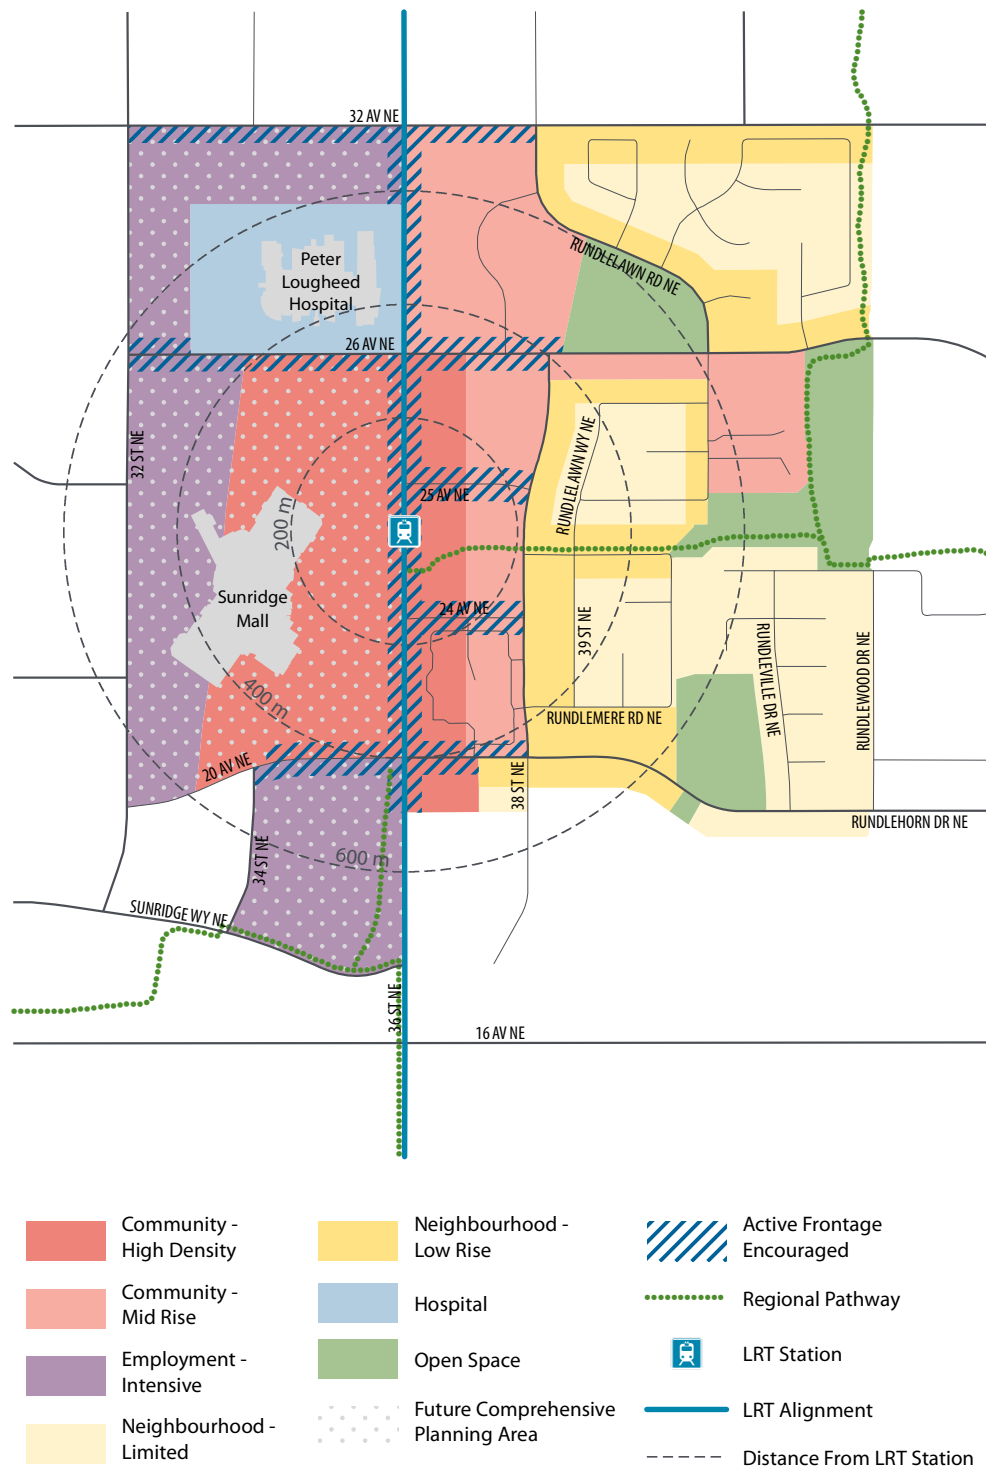 32 AV NE
RUNDLELAWN RD NE
Peter
Lougheed
Hospital
26 AV NE
32 ST NE
RUNDLELAWN WY NE
25 AV NE
200 m
Sunridge
Mall
24 AV NE
39 ST NE
RUNDLEVILLE DR NE
RUNDLEWOOD DR NE
400 m
RUNDLEMERE RD NE
20 AV NE
38 ST NE
RUNDLEHORN DR NE
34 ST NE
600 m
SUNRIDGE WY NE
36 ST NE
16 AV NE
Community -
High Density
Community -
Mid Rise
Employment -
Intensive
Neighbourhood -
Limited
Neighbourhood -
Low Rise
Hospital
Open Space
Future Comprehensive
Planning Area
Active Frontage
Encouraged
Regional Pathway
LRT Station
LRT Alignment
Distance From LRT Station